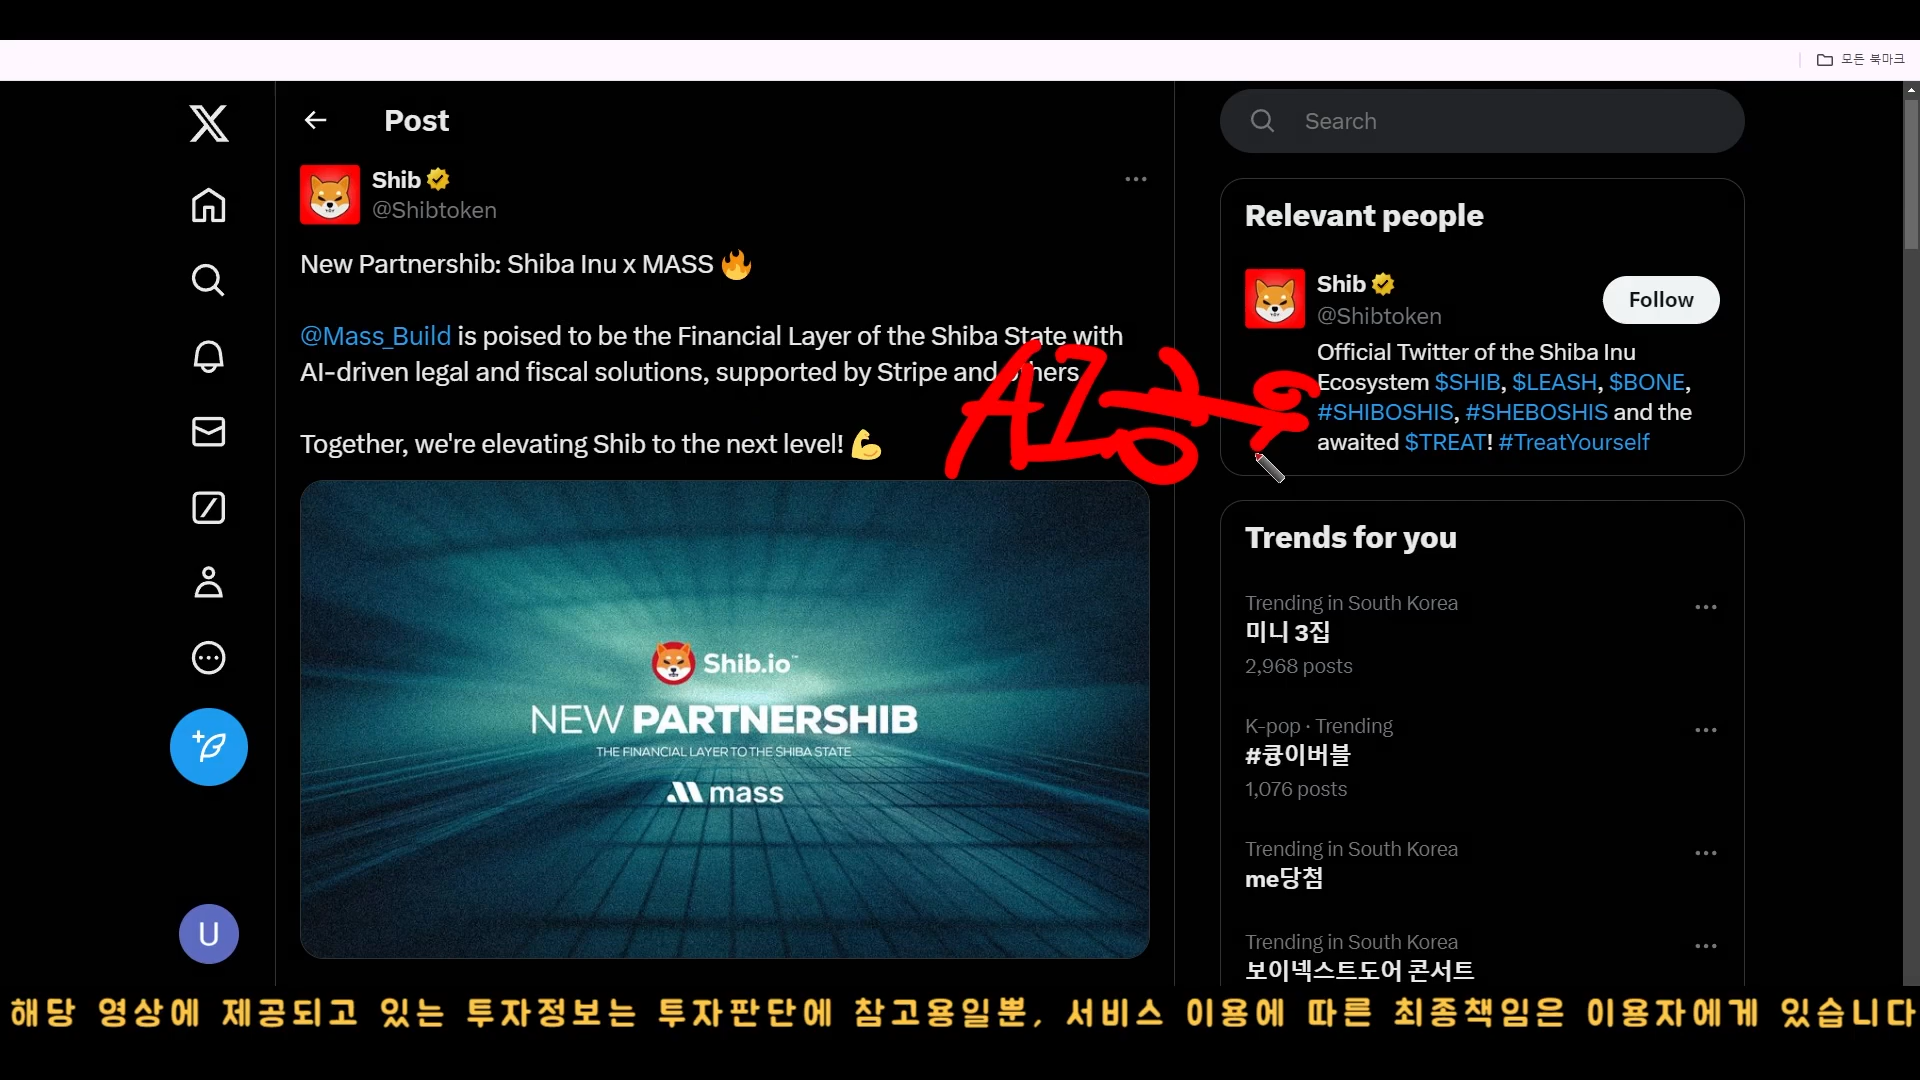 모든 북마크
Post
Search
Shib
@Shibtoken
New Partnershib: Shiba Inu x MASS 🔥
@Mass_Build is poised to be the Financial Layer of the Shiba State with
AI-driven legal and fiscal solutions, supported by Stripe and others
Together, we're elevating Shib to the next level! 💪
Shib.io™
NEW PARTNERSHIB
THE FINANCIAL LAYER TO THE SHIBA STATE
mass
Relevant people
Shib
@Shibtoken
Follow
Official Twitter of the Shiba Inu
Ecosystem $SHIB, $LEASH, $BONE,
#SHIBOSHIS, #SHEBOSHIS and the
awaited $TREAT! #TreatYourself
Trends for you
Trending in South Korea
미니 3집
2,968 posts
K-pop · Trending
#큥이버블
1,076 posts
Trending in South Korea
me당첨
Trending in South Korea
보이넥스트도어 콘서트
U
해당 영상에 제공되고 있는 투자정보는 투자판단에 참고용일뿐, 서비스 이용에 따른 최종책임은 이용자에게 있습니다